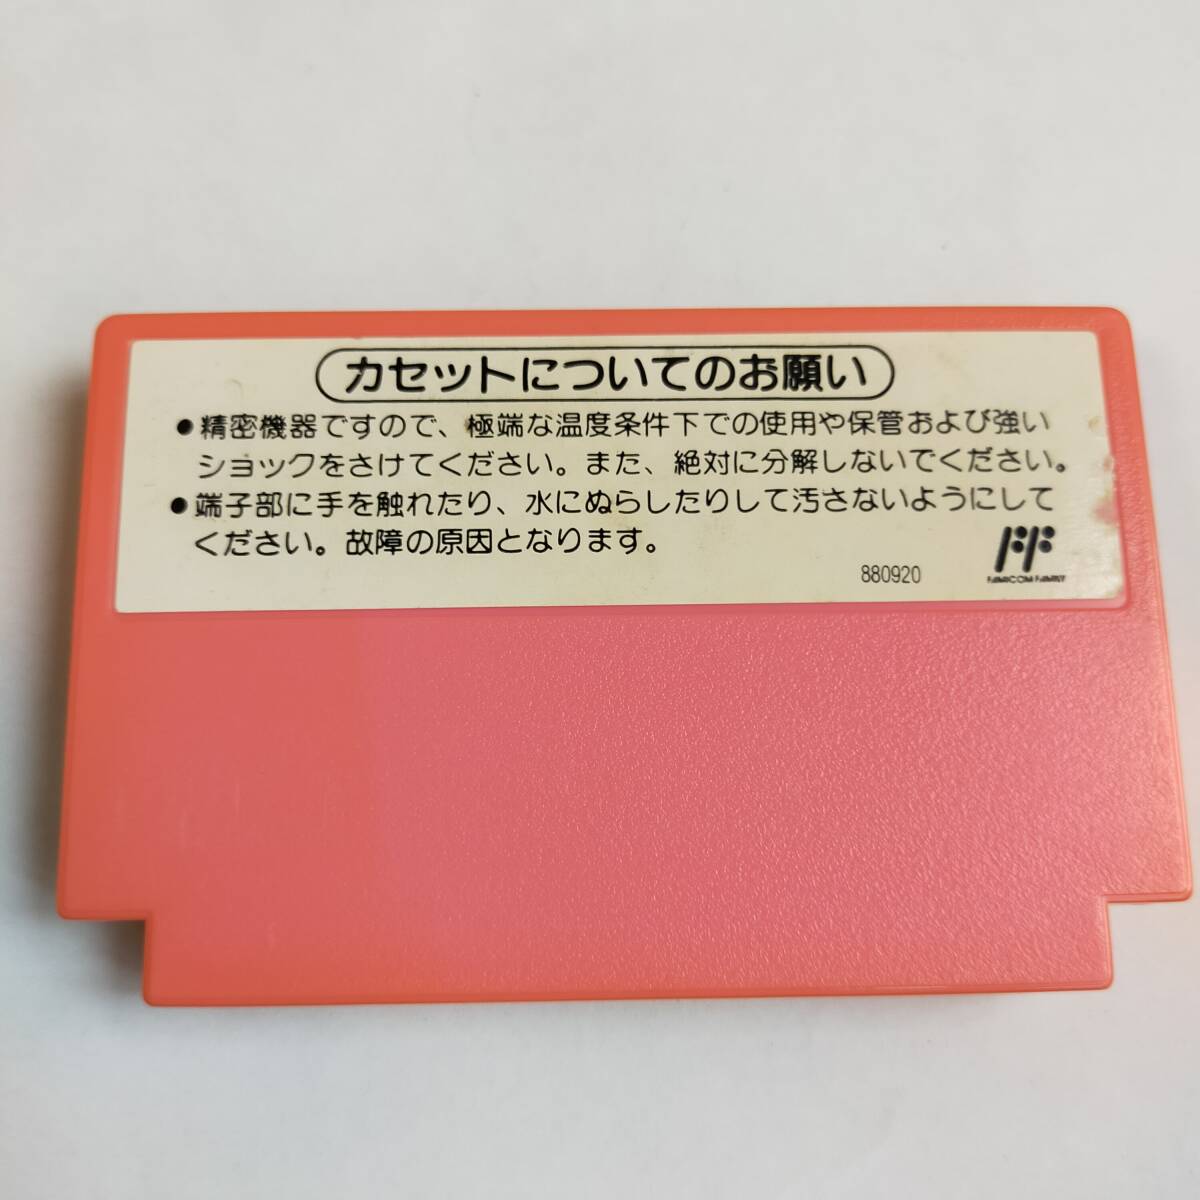 カセットについてのお願い
●精密機器ですので、極端な温度条件下での使用や保管および強い
ショックをさけてください。また、絶対に分解しないでください。
●端子部に手を触れたり、水にぬらしたりして汚さないようにして
ください。故障の原因となります。
880920
FF
FAMICOM FAMILY